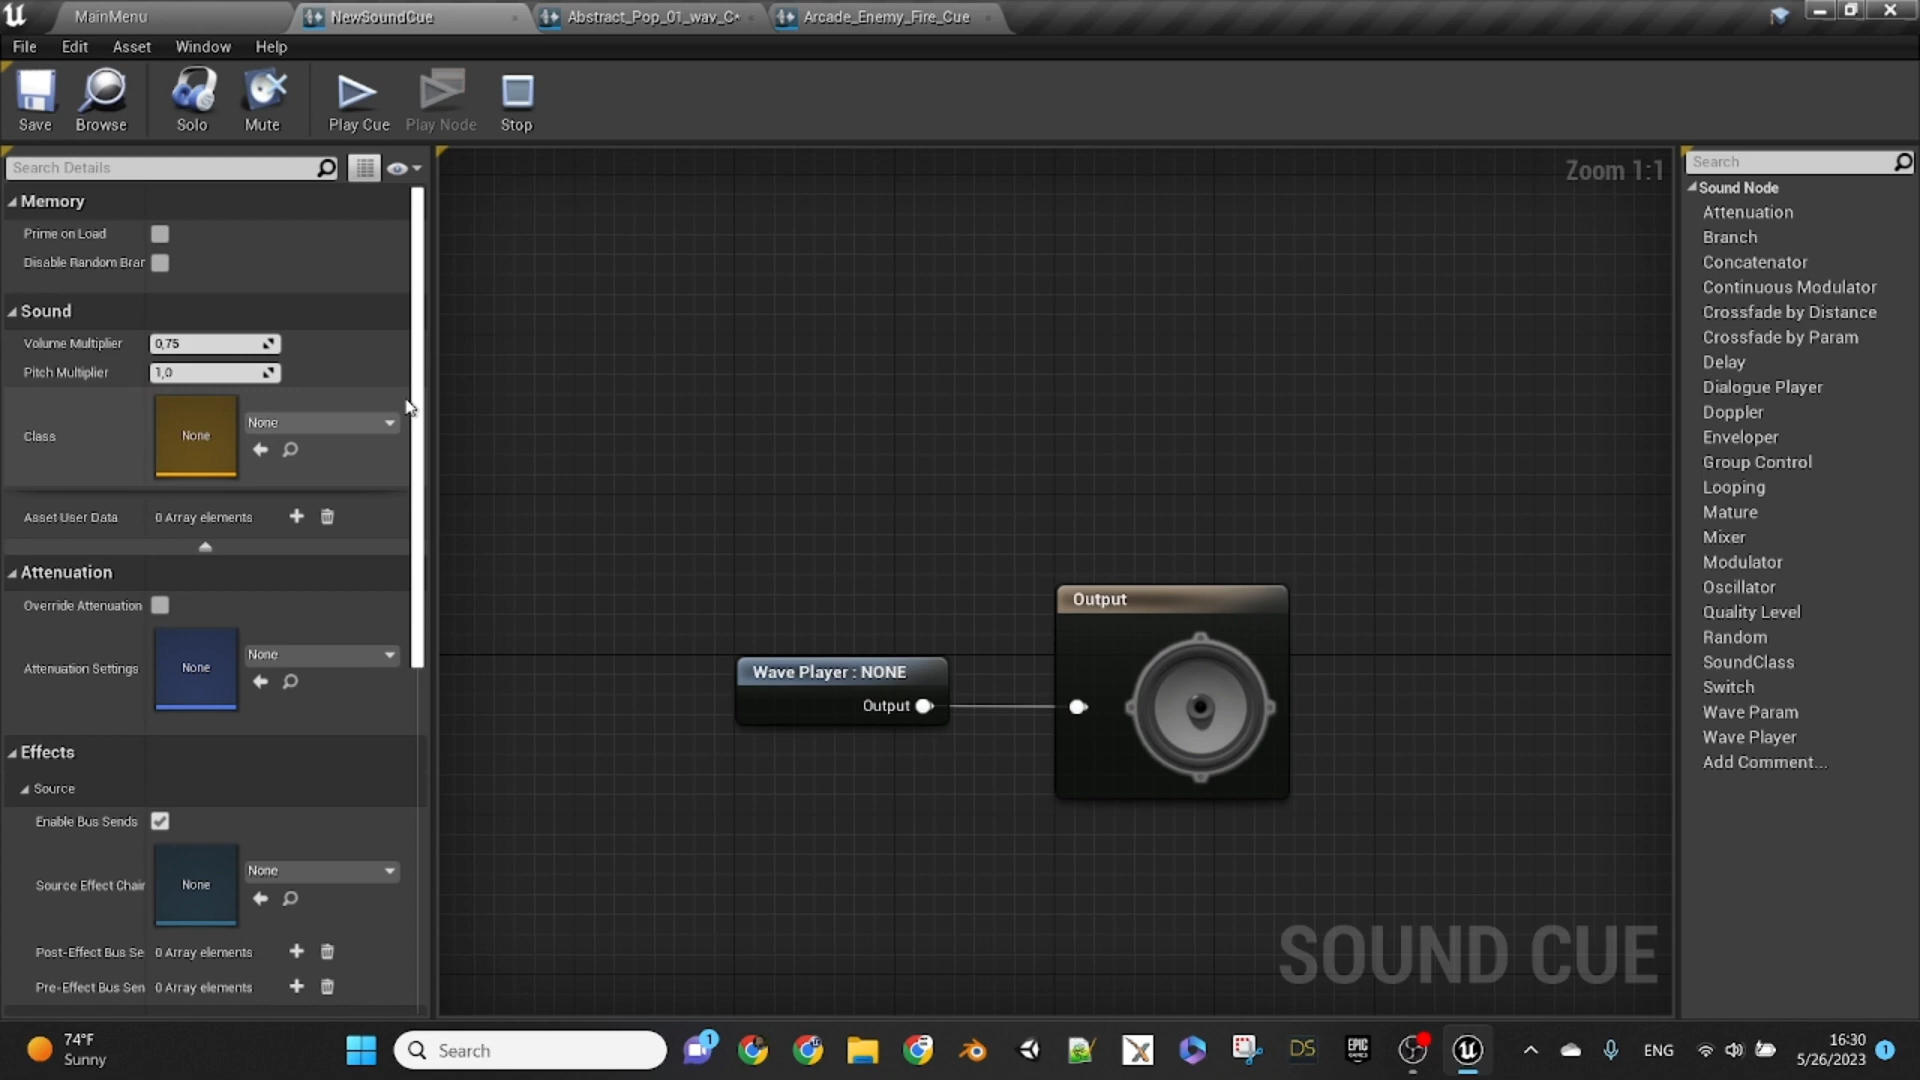 MainMenu
NewSoundCue
Abstract_Pop_01_wav_C•
Arcade_Enemy_Fire_Cue
File Edit Asset Window Help
Save
Browse
Solo
Mute
Play Cue
Play Node
Stop
Search Details
Memory
Prime on Load
Disable Random Brar
Sound
Volume Multiplier 0,75
Pitch Multiplier 1,0
Class
None
None
Asset User Data 0 Array elements
Attenuation
Override Attenuation
Attenuation Settings
None
None
Effects
Source
Enable Bus Sends
Source Effect Chair
None
None
Post-Effect Bus Se 0 Array elements
Pre-Effect Bus Sen 0 Array elements
Zoom 1:1
Wave Player : NONE
Output
Output
SOUND CUE
Search
Sound Node
Attenuation
Branch
Concatenator
Continuous Modulator
Crossfade by Distance
Crossfade by Param
Delay
Dialogue Player
Doppler
Enveloper
Group Control
Looping
Mature
Mixer
Modulator
Oscillator
Quality Level
Random
SoundClass
Switch
Wave Param
Wave Player
Add Comment...
74°F
Sunny
Search
1
DS
EPIC
GAMES
ENG
16:30
5/26/2023
1